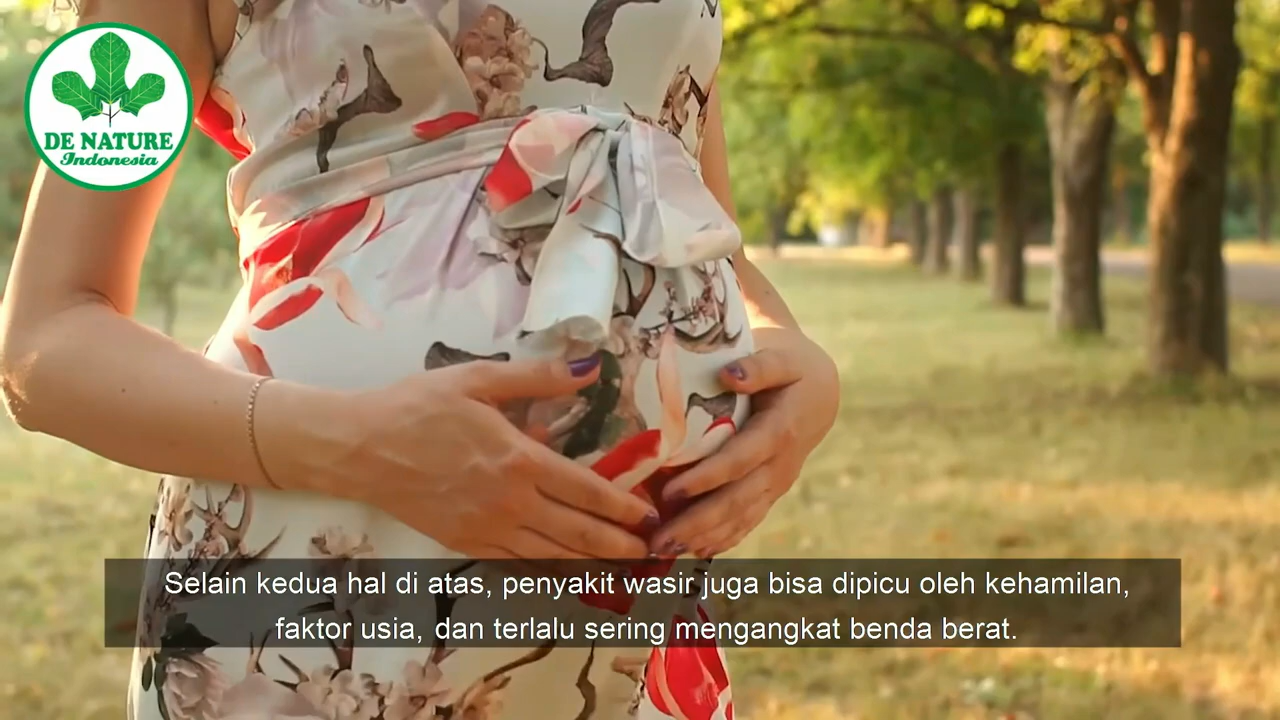 DE NATURE
Indonesia
Selain kedua hal di atas, penyakit wasir juga bisa dipicu oleh kehamilan,
faktor usia, dan terlalu sering mengangkat benda berat.